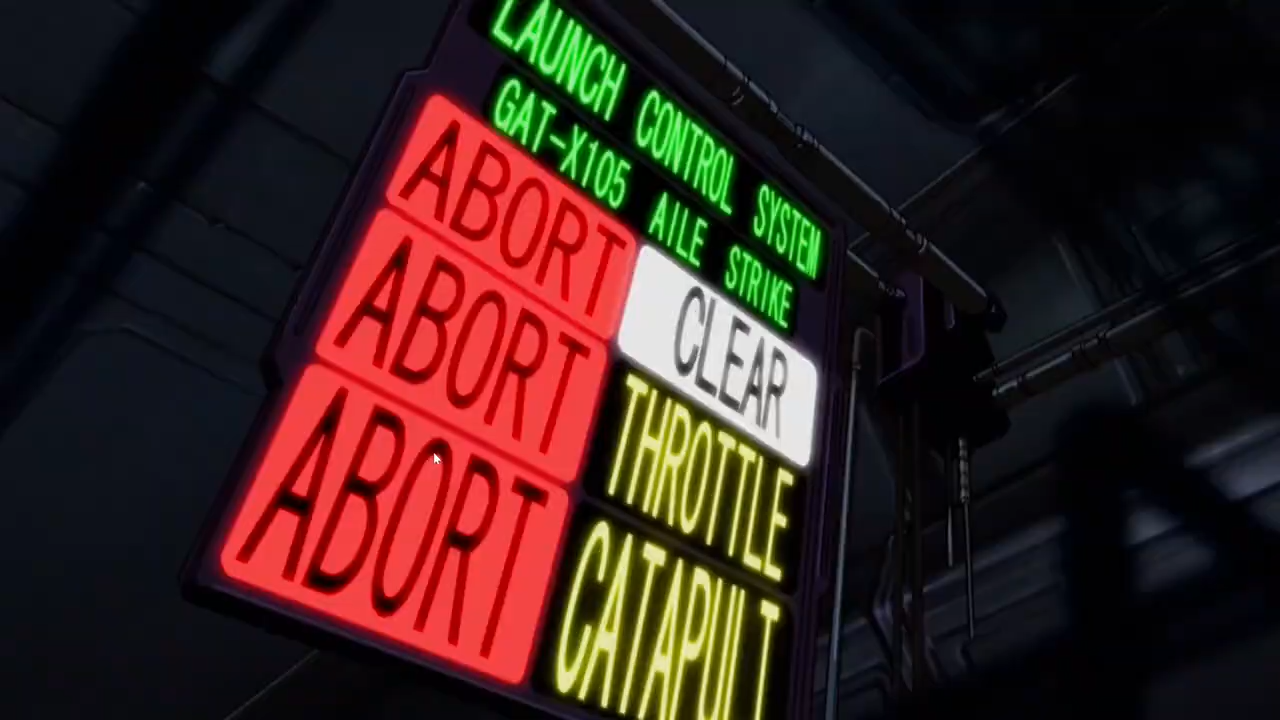 LAUNCH CONTROL SYSTEM
GAT-X105 AILE STRIKE
ABORT
CLEAR
ABORT
THROTTLE
ABORT
CATAPULT